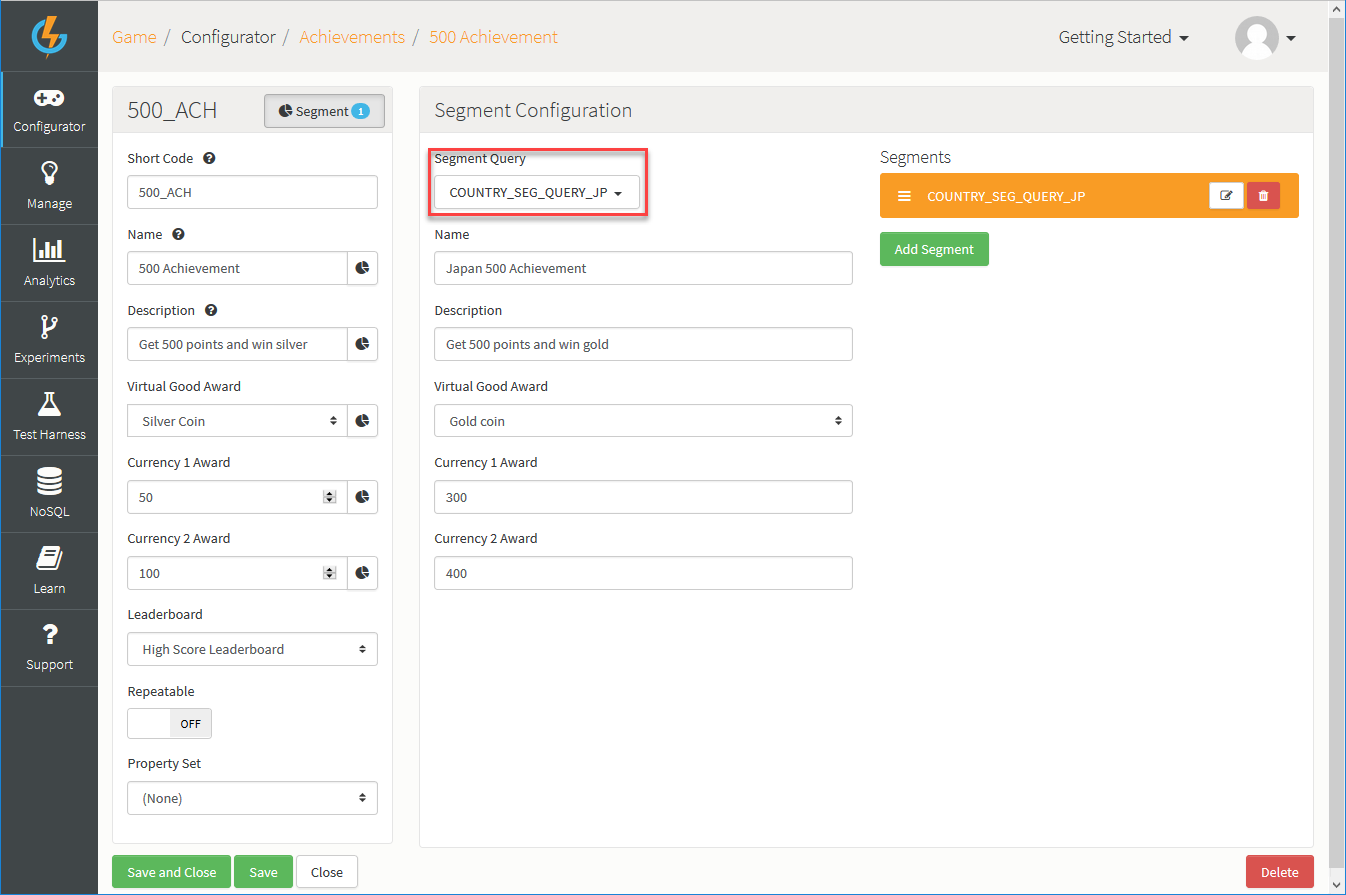 Game / Configurator / Achievements / 500 Achievement
Getting Started
Configurator
Manage
Analytics
Experiments
Test Harness
NoSQL
Learn
Support
500_ACH
Segment 1
Short Code
500_ACH
Name
500 Achievement
Description
Get 500 points and win silver
Virtual Good Award
Silver Coin
Currency 1 Award
50
Currency 2 Award
100
Leaderboard
High Score Leaderboard
Repeatable
OFF
Property Set
(None)
Segment Configuration
Segment Query
COUNTRY_SEG_QUERY_JP
Name
Japan 500 Achievement
Description
Get 500 points and win gold
Virtual Good Award
Gold coin
Currency 1 Award
300
Currency 2 Award
400
Segments
COUNTRY_SEG_QUERY_JP
Add Segment
Save and Close
Save
Close
Delete